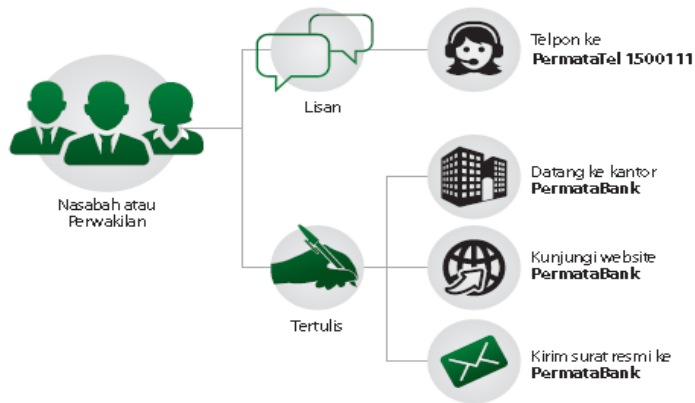 Nasabah atau
Perwakilan
Lisan
Telpon ke
PermataTel 1500111
Tertulis
Datang ke kantor
PermataBank
Kunjungi website
PermataBank
Kirim surat resmi ke
PermataBank